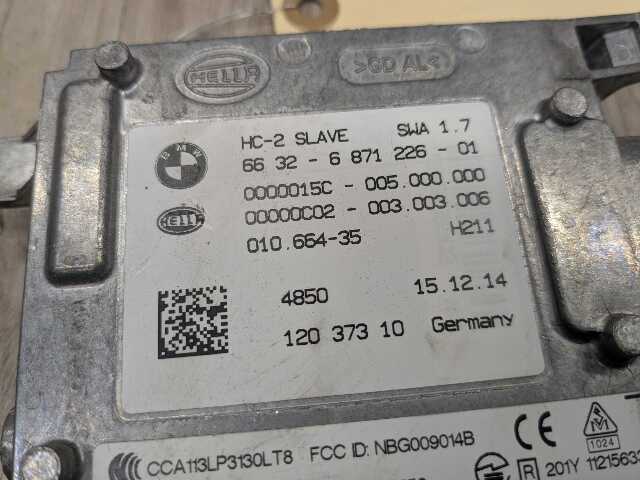 HELLA
>GD AL<
BMW
HC-2 SLAVE SWA 1.7
66 32 - 6 871 226 - 01
0000015C - 005.000.000
HELLA
00000C02 - 003.003.006
010.664-35 H211
4850 15.12.14
120 373 10 Germany
CCA113LP3130LT8 FCC ID: NBG009014B
CE
M
1024
R 201Y